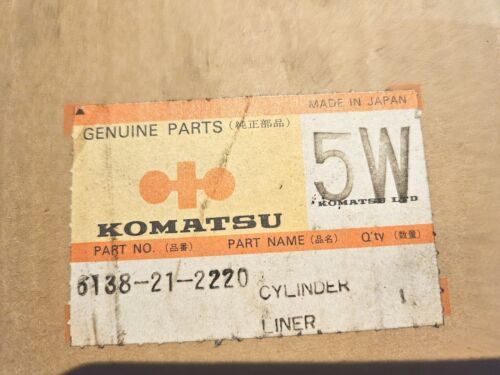 MADE IN JAPAN
GENUINE PARTS (純正部品)
5W
KOMATSU
KOMATSU LTD
PART NO. (品番) PART NAME (品名) Q'ty (数量)
6138-21-2220 CYLINDER
LINER